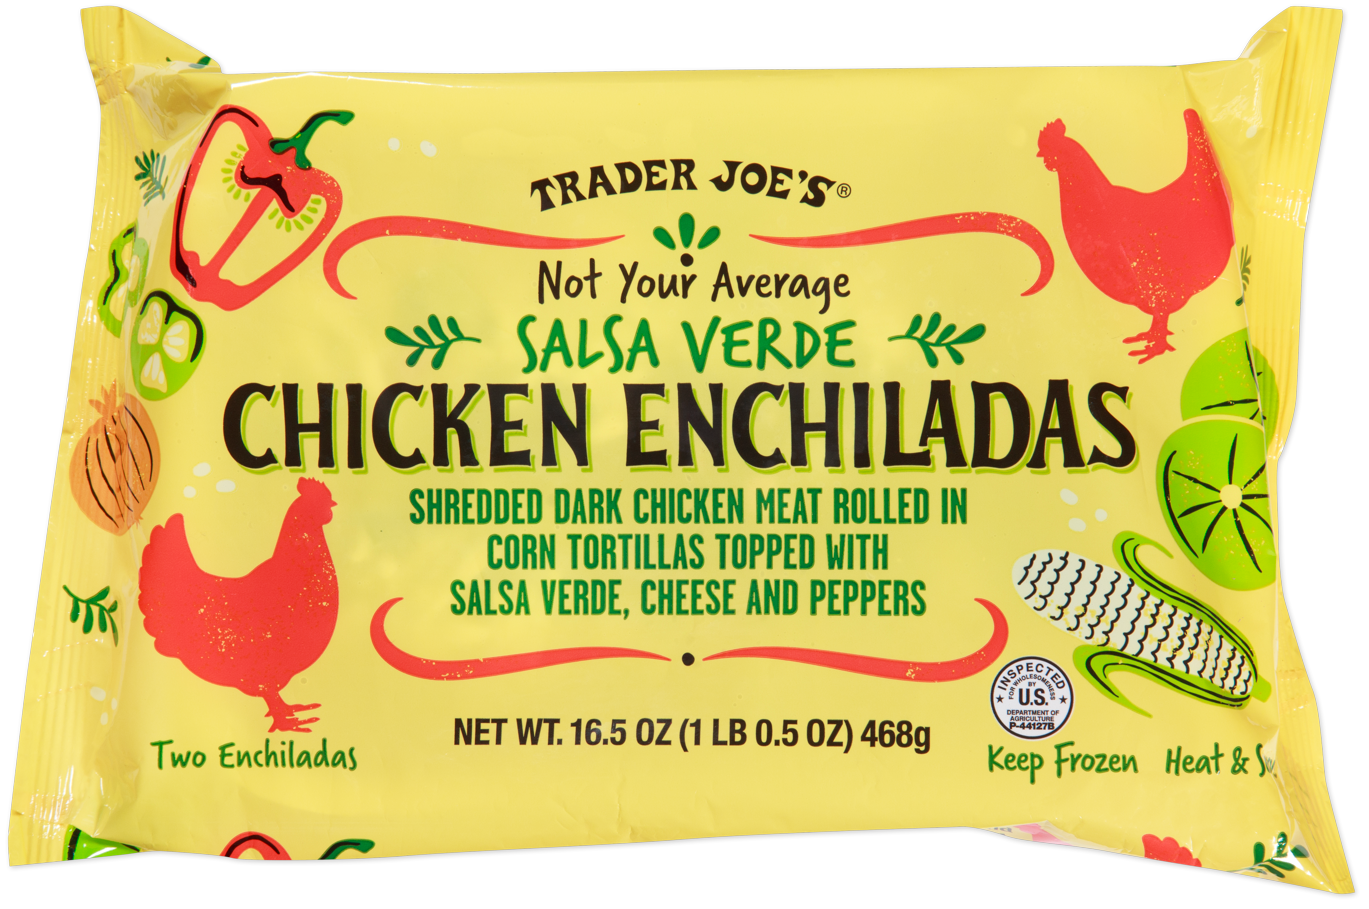 TRADER JOE'S®
Not Your Average
SALSA VERDE
CHICKEN ENCHILADAS
SHREDDED DARK CHICKEN MEAT ROLLED IN
CORN TORTILLAS TOPPED WITH
SALSA VERDE, CHEESE AND PEPPERS
INSPECTED
FOR WHOLESOMENESS
BY
U.S.
DEPARTMENT OF
AGRICULTURE
P-44127B
NET WT. 16.5 OZ (1 LB 0.5 OZ) 468g
Two Enchiladas
Keep Frozen Heat &